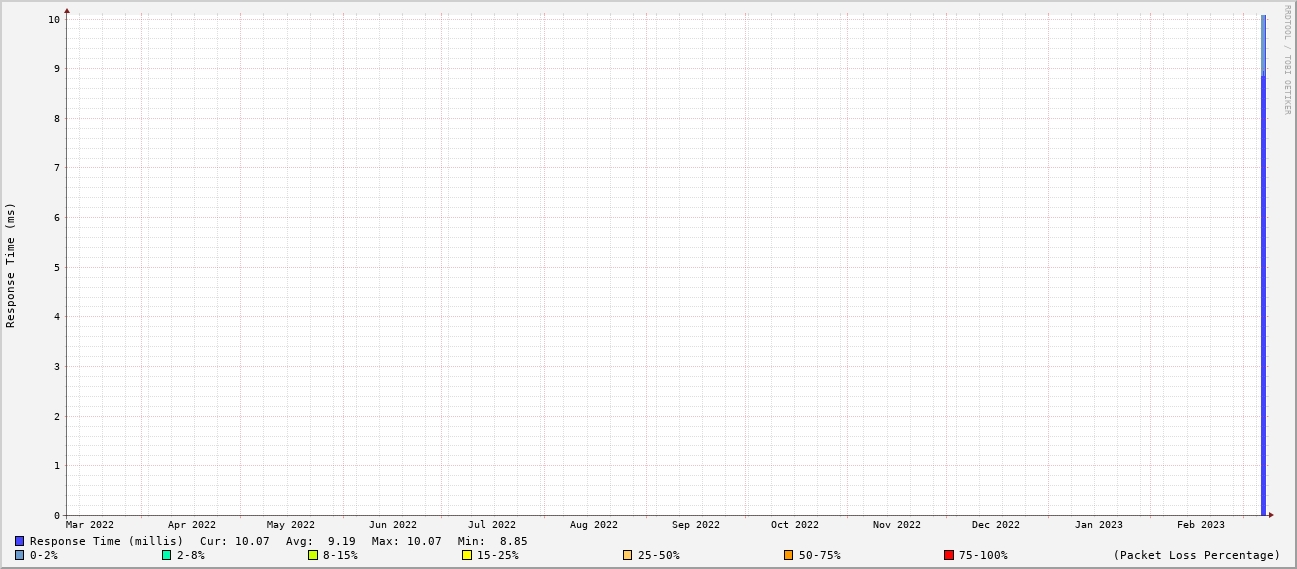 RRDTOOL / TOBI OETIKER
Response Time (ms)
10
9
8
7
6
5
4
3
2
1
0
Mar 2022 Apr 2022 May 2022 Jun 2022 Jul 2022 Aug 2022 Sep 2022 Oct 2022 Nov 2022 Dec 2022 Jan 2023 Feb 2023
Response Time (millis) Cur: 10.07 Avg: 9.19 Max: 10.07 Min: 8.85
0-2% 2-8% 8-15% 15-25% 25-50% 50-75% 75-100% (Packet Loss Percentage)